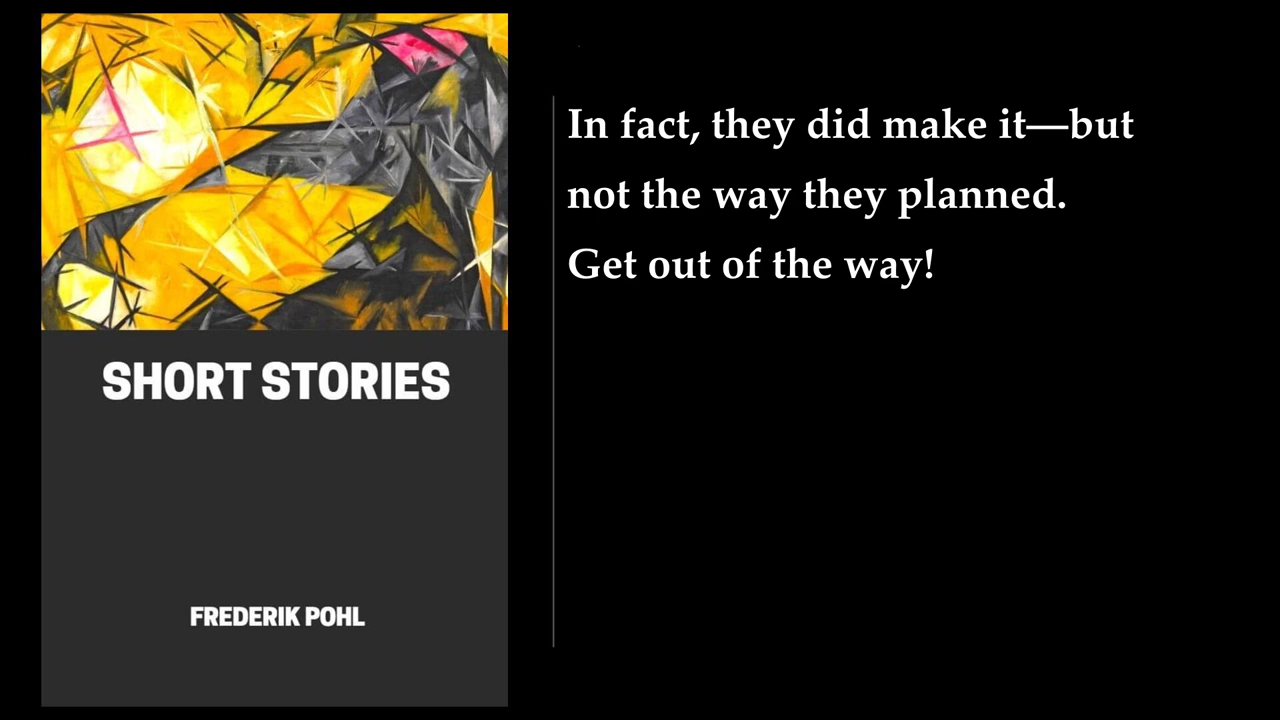 SHORT STORIES
FREDERIK POHL
In fact, they did make it—but
not the way they planned.
Get out of the way!